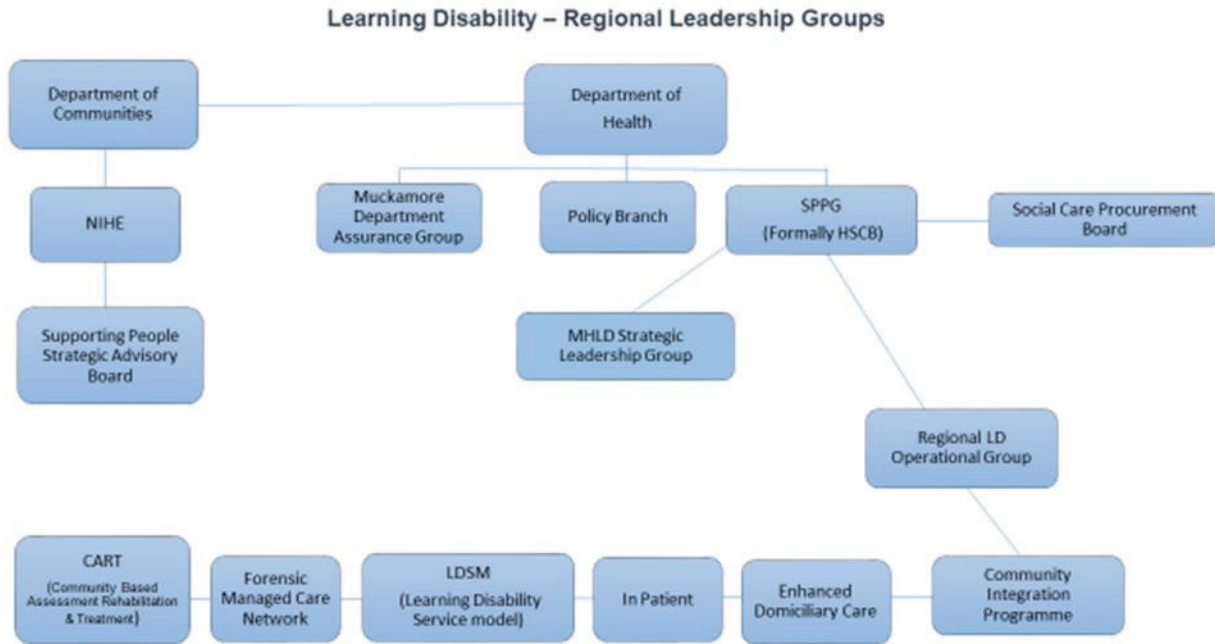 Learning Disability – Regional Leadership Groups
Department of
Communities
Department of
Health
NIHE
Muckamore
Department
Assurance Group
Policy Branch
SPPG
(Formally HSCB)
Social Care Procurement
Board
Supporting People
Strategic Advisory
Board
MHLD Strategic
Leadership Group
Regional LD
Operational Group
CART
(Community Based
Assessment Rehabilitation
& Treatment)
Forensic
Managed Care
Network
LDSM
(Learning Disability
Service model)
In Patient
Enhanced
Domiciliary Care
Community
Integration
Programme